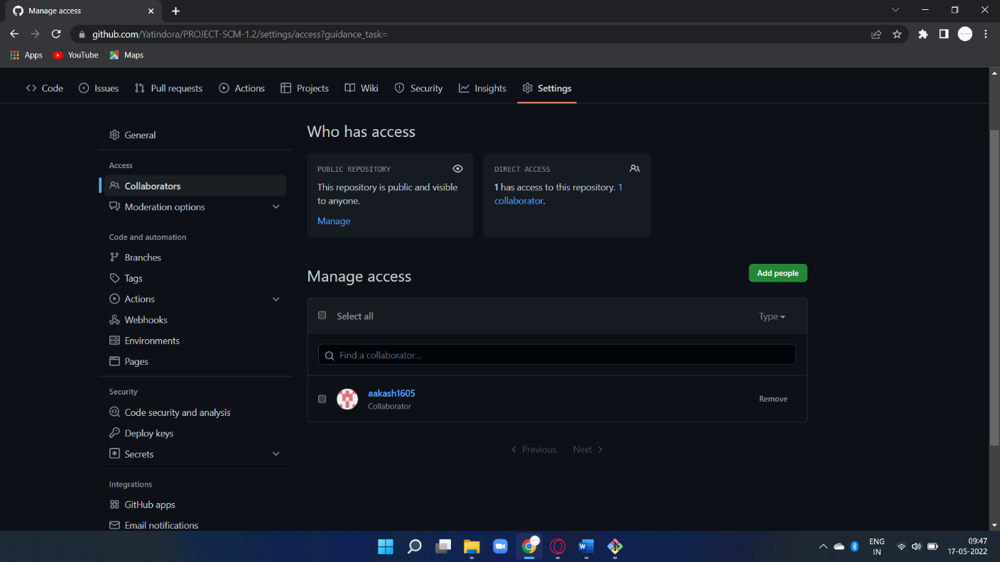 Manage access
github.com/Yatindora/PROJECT-SCM-1.2/settings/access?guidance_task=
Apps YouTube Maps
Code Issues Pull requests Actions Projects Wiki Security Insights Settings
General
Access
Collaborators
Moderation options
Code and automation
Branches
Tags
Actions
Webhooks
Environments
Pages
Security
Code security and analysis
Deploy keys
Secrets
Integrations
GitHub apps
Email notifications
Who has access
PUBLIC REPOSITORY
This repository is public and visible
to anyone.
Manage
DIRECT ACCESS
1 has access to this repository. 1
collaborator.
Manage access
Add people
Select all
Type
Find a collaborator...
aakash1605
Collaborator
Remove
Previous Next
ENG
IN
09:47
17-05-2022